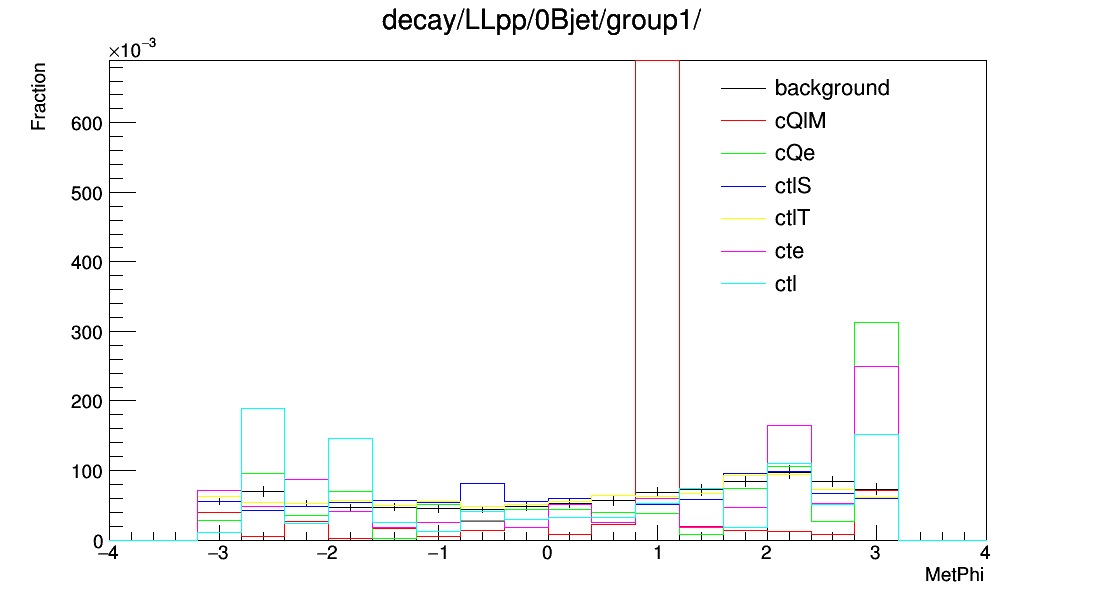 decay/LLpp/0Bjet/group1/
×10⁻³
Fraction
background
cQlM
cQe
ctlS
ctlT
cte
ctl
600
500
400
300
200
100
0
−4 −3 −2 −1 0 1 2 3 4
MetPhi